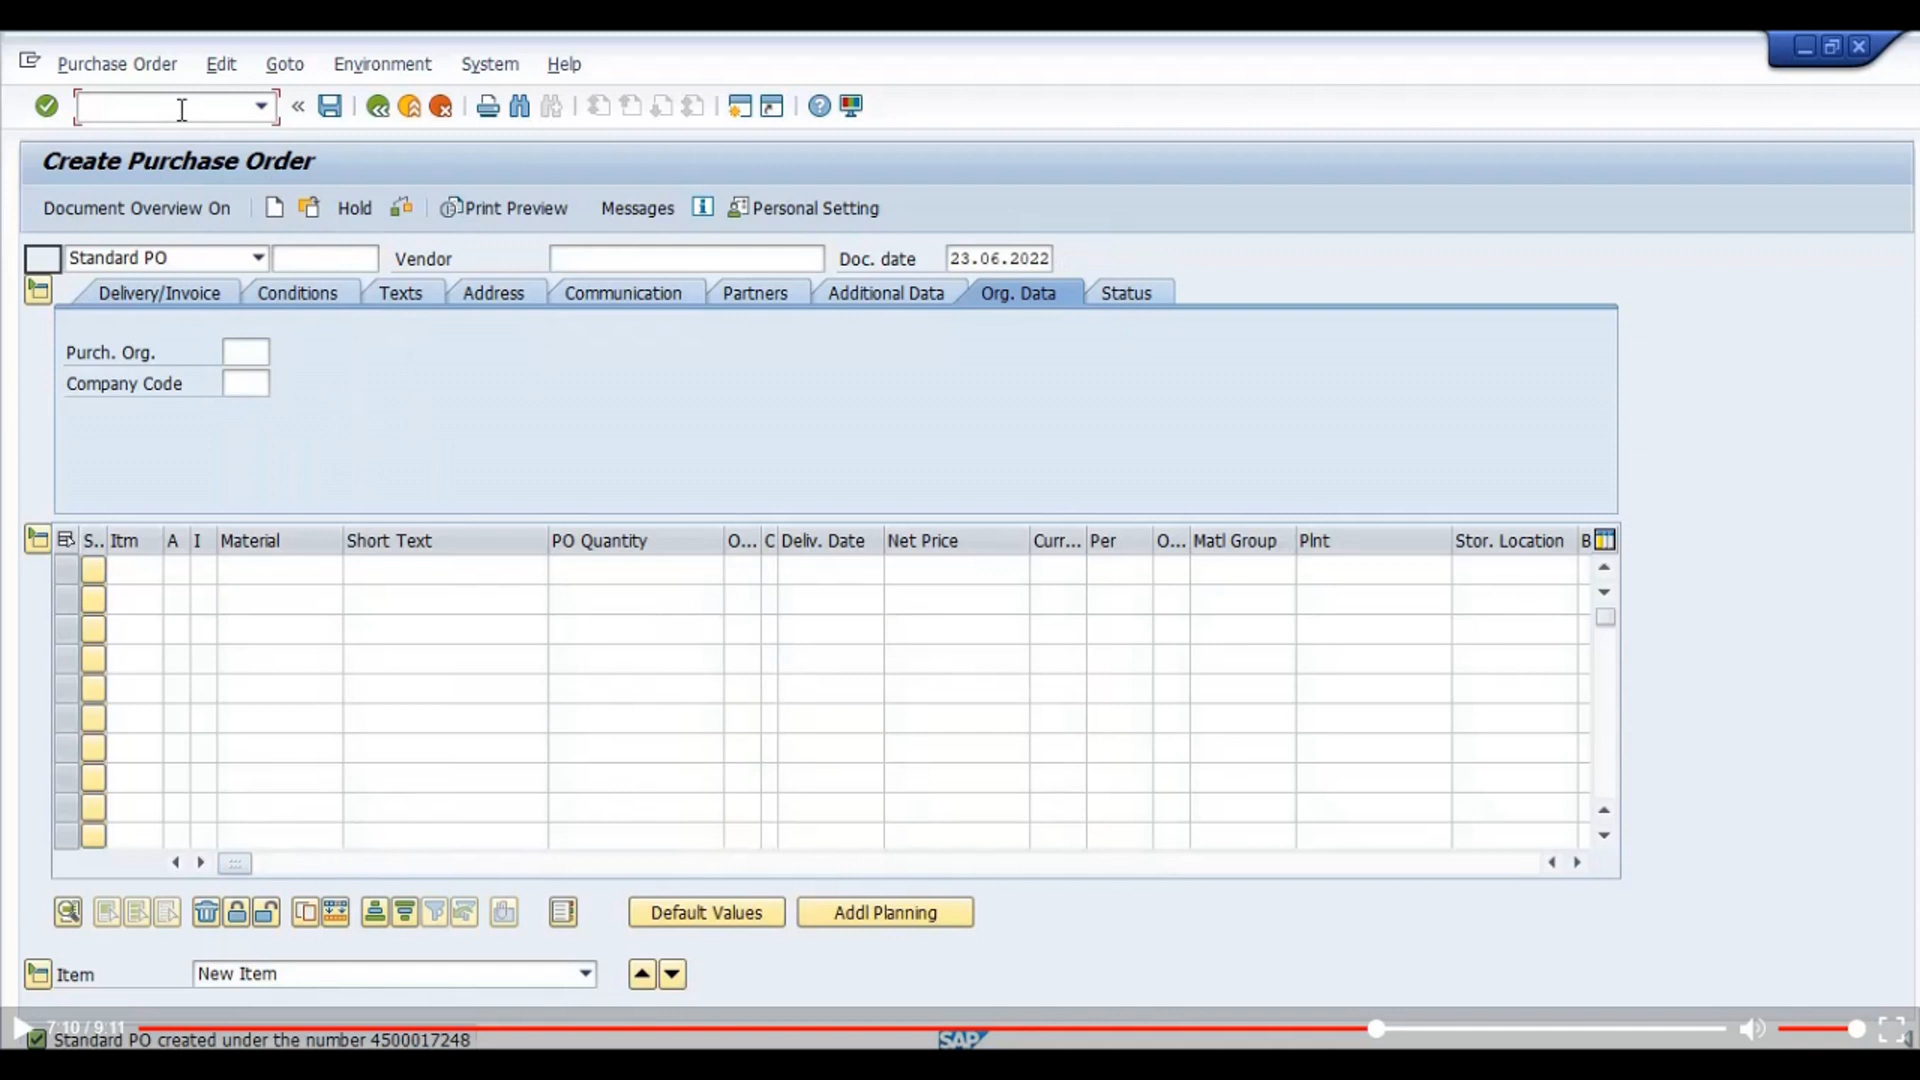 Purchase Order Edit Goto Environment System Help
Create Purchase Order
Document Overview On Hold Print Preview Messages Personal Setting
Standard PO Vendor Doc. date 23.06.2022
Delivery/Invoice Conditions Texts Address Communication Partners Additional Data Org. Data Status
Purch. Org.
Company Code
S.. Itm A I Material Short Text PO Quantity O... C Deliv. Date Net Price Curr... Per O... Matl Group Plnt Stor. Location B
Default Values Addl Planning
Item New Item
7:10 / 9:11
Standard PO created under the number 4500017248 SAP